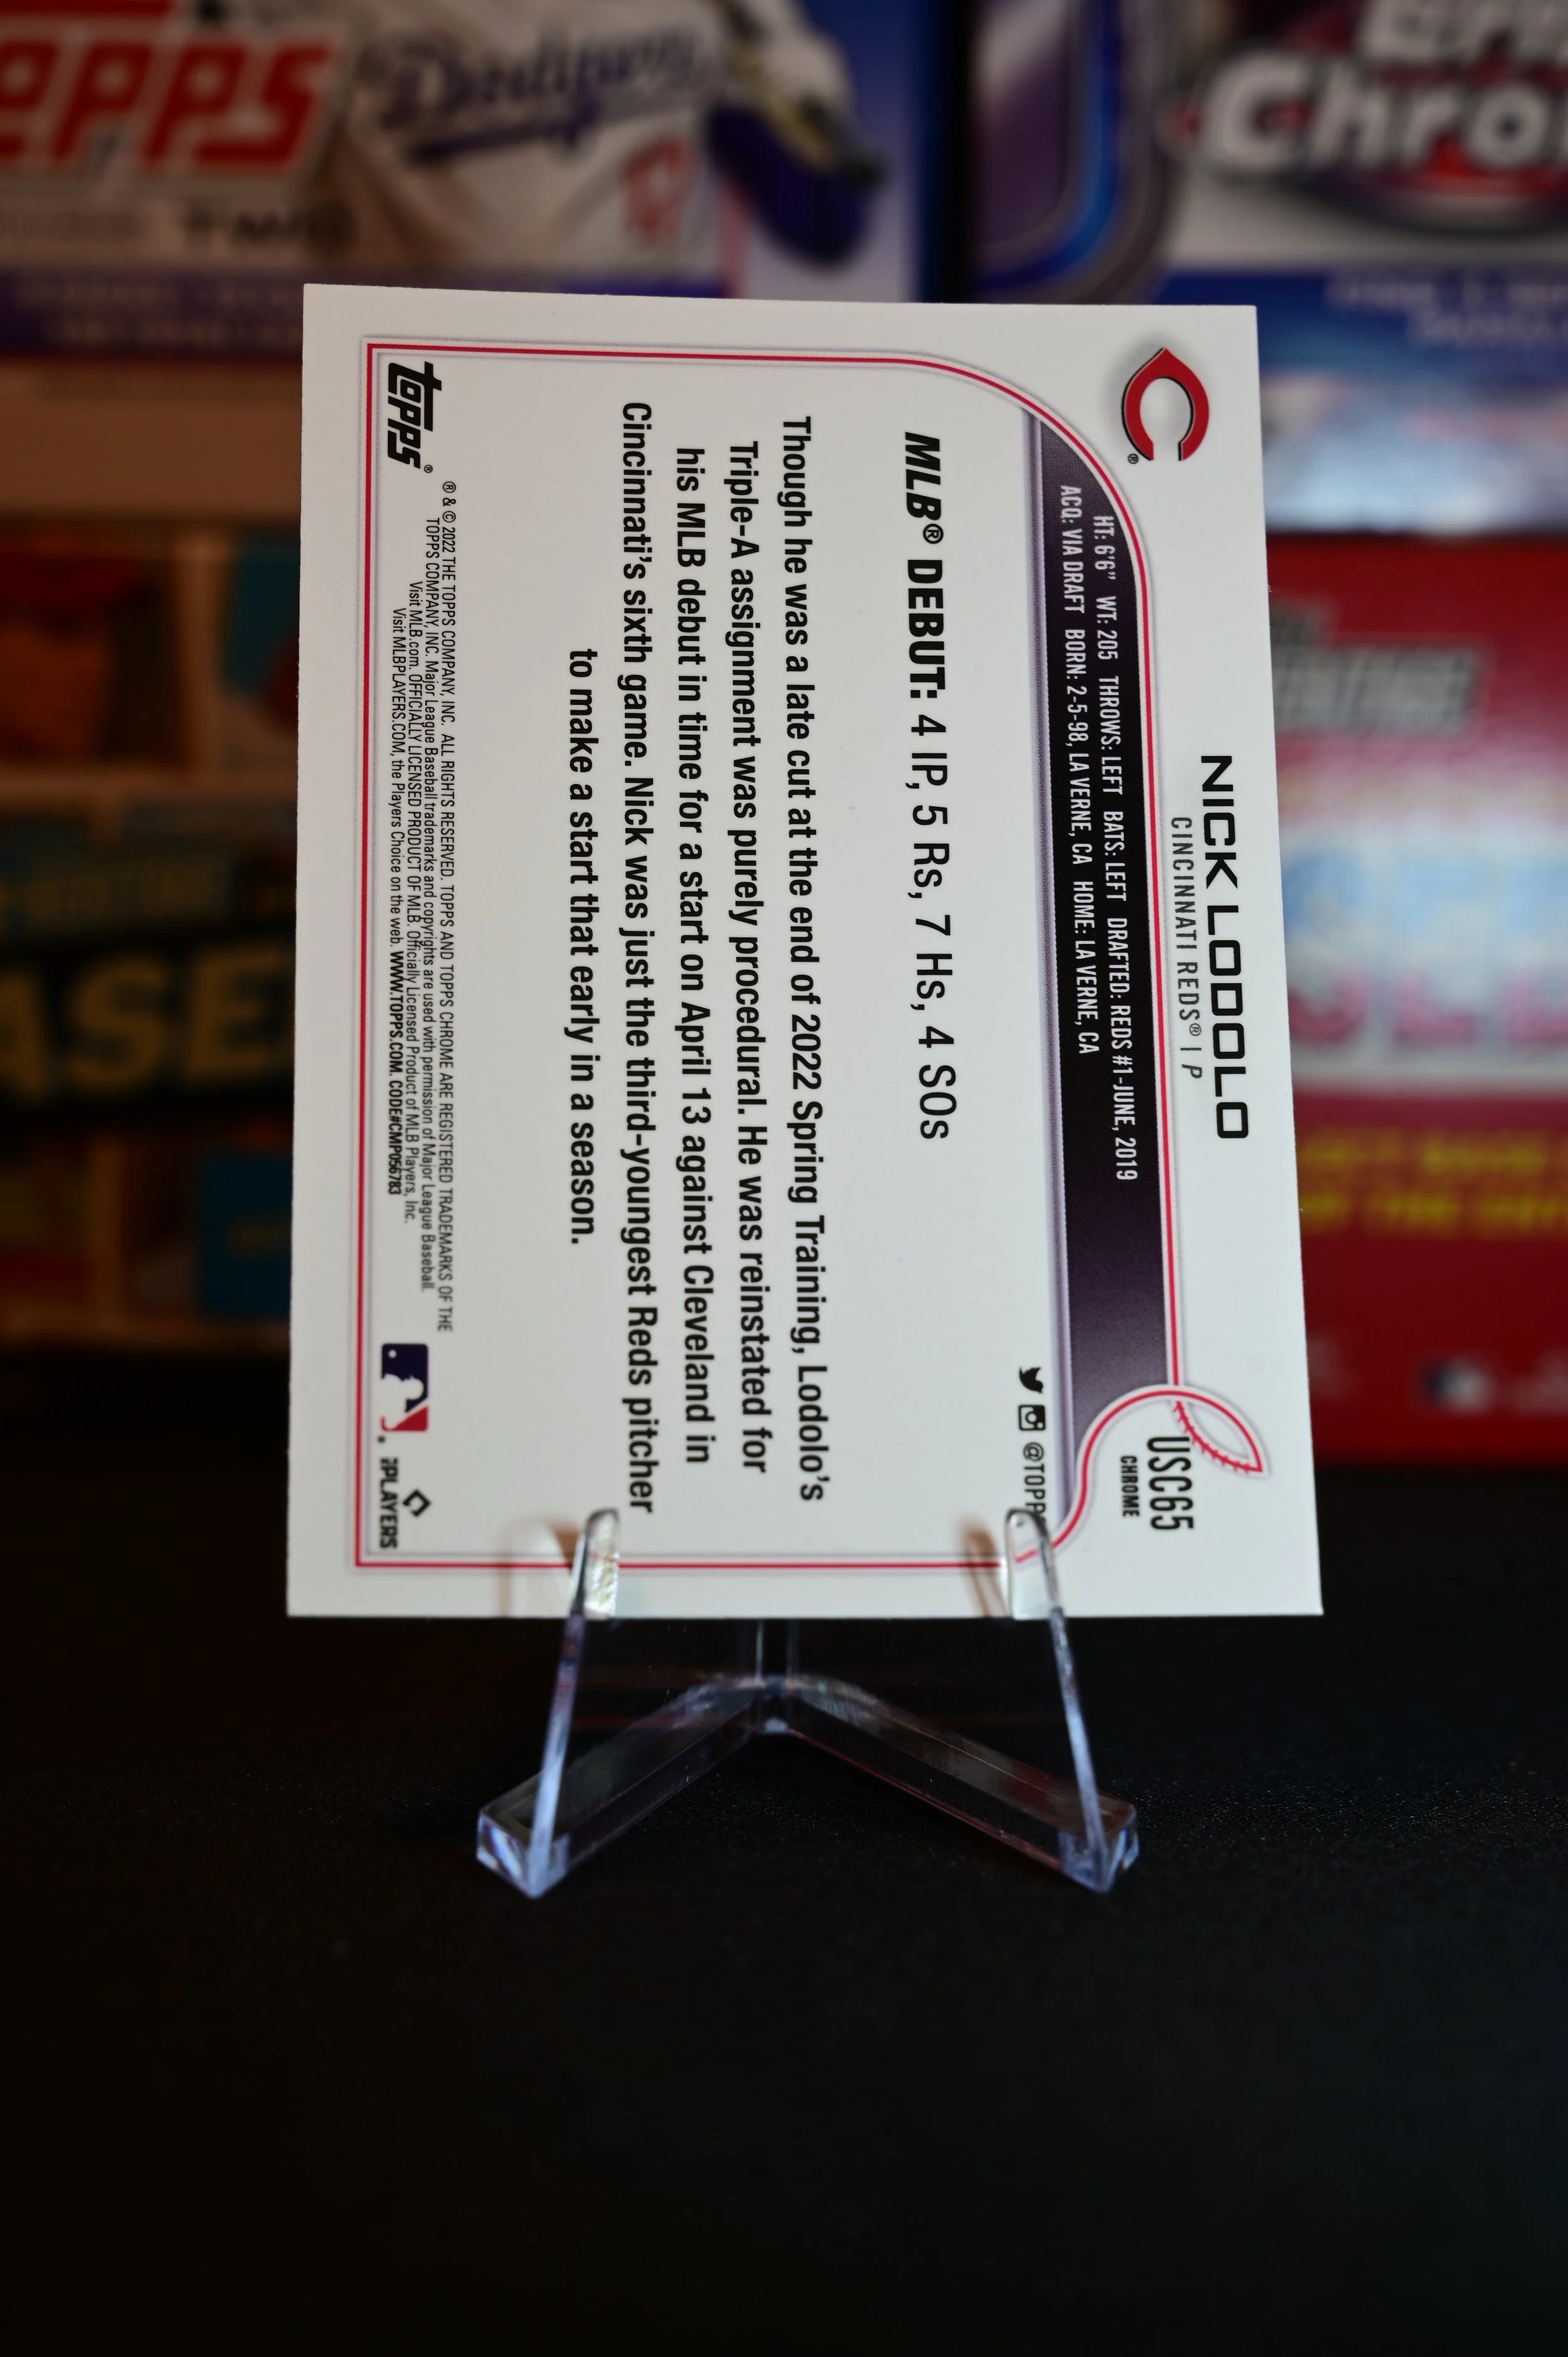 NICK LODOLO
CINCINNATI REDS® | P
USC65
CHROME
HT: 6'6" WT: 205 THROWS: LEFT BATS: LEFT DRAFTED: REDS #1-JUNE, 2019
ACQ: VIA DRAFT BORN: 2-5-98, LA VERNE, CA HOME: LA VERNE, CA
MLB® DEBUT: 4 IP, 5 Rs, 7 Hs, 4 SOs
Though he was a late cut at the end of 2022 Spring Training, Lodolo's
Triple-A assignment was purely procedural. He was reinstated for
his MLB debut in time for a start on April 13 against Cleveland in
Cincinnati's sixth game. Nick was just the third-youngest Reds pitcher
to make a start that early in a season.
topps®
® & © 2022 THE TOPPS COMPANY, INC. ALL RIGHTS RESERVED. TOPPS AND TOPPS CHROME ARE REGISTERED TRADEMARKS OF THE
TOPPS COMPANY, INC. Major League Baseball trademarks and copyrights are used with permission of Major League Baseball.
Visit MLB.com. OFFICIALLY LICENSED PRODUCT OF MLB. Officially Licensed Product of MLB Players, Inc.
Visit MLBPLAYERS.COM, the Players Choice on the web. WWW.TOPPS.COM. CODE#CMP056783
PLAYERS
Dodgers